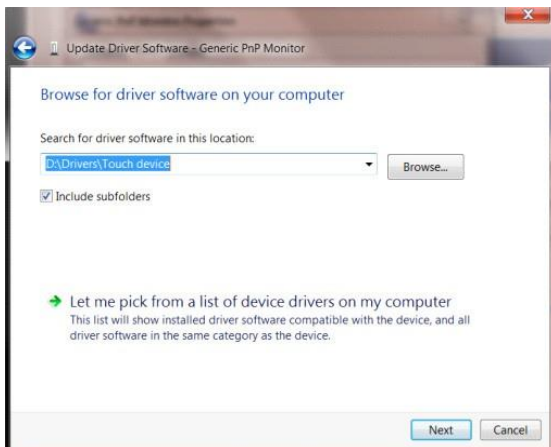 Update Driver Software - Generic PnP Monitor
Browse for driver software on your computer
Search for driver software in this location:
D:\Drivers\Touch device
Browse...
Include subfolders
Let me pick from a list of device drivers on my computer
This list will show installed driver software compatible with the device, and all
driver software in the same category as the device.
Next
Cancel